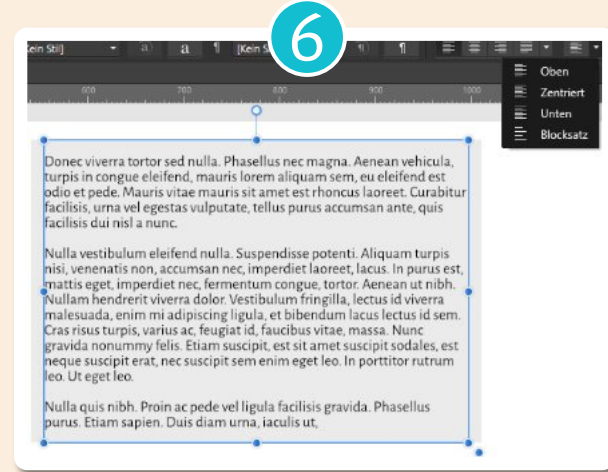 6
Kein Stil]
a)
a
¶
[Kein S
¶
Oben
Zentriert
Unten
Blocksatz
600 700 800 900 1000
Donec viverra tortor sed nulla. Phasellus nec magna. Aenean vehicula,
turpis in congue eleifend, mauris lorem aliquam sem, eu eleifend est
odio et pede. Mauris vitae mauris sit amet est rhoncus laoreet. Curabitur
facilisis, urna vel egestas vulputate, tellus purus accumsan ante, quis
facilisis dui nisl a nunc.
Nulla vestibulum eleifend nulla. Suspendisse potenti. Aliquam turpis
nisi, venenatis non, accumsan nec, imperdiet laoreet, lacus. In purus est,
mattis eget, imperdiet nec, fermentum congue, tortor. Aenean ut nibh.
Nullam hendrerit viverra dolor. Vestibulum fringilla, lectus id viverra
malesuada, enim mi adipiscing ligula, et bibendum lacus lectus id sem.
Cras risus turpis, varius ac, feugiat id, faucibus vitae, massa. Nunc
gravida nonummy felis. Etiam suscipit, est sit amet suscipit sodales, est
neque suscipit erat, nec suscipit sem enim eget leo. In porttitor rutrum
leo. Ut eget leo.
Nulla quis nibh. Proin ac pede vel ligula facilisis gravida. Phasellus
purus. Etiam sapien. Duis diam urna, iaculis ut,